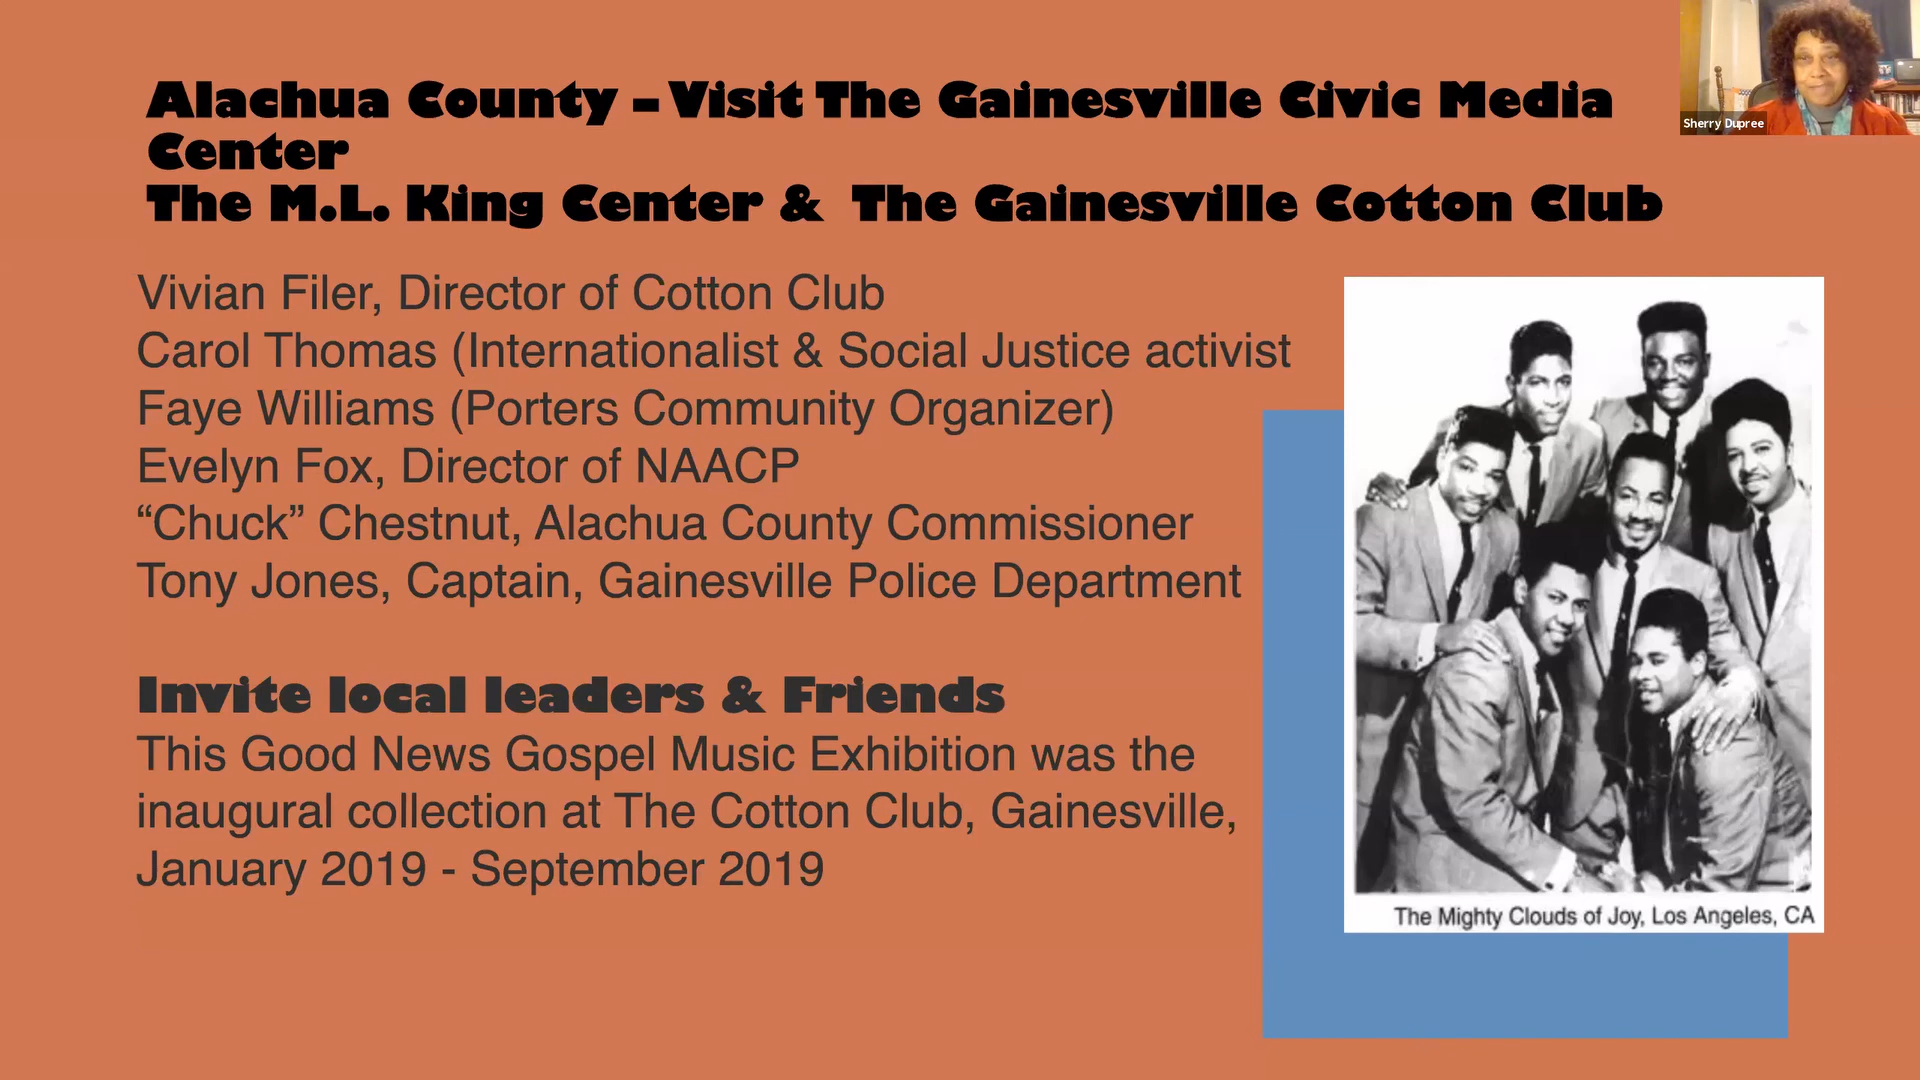 Alachua County – Visit The Gainesville Civic Media
Center
The M.L. King Center & The Gainesville Cotton Club
Sherry Dupree
Vivian Filer, Director of Cotton Club
Carol Thomas (Internationalist & Social Justice activist
Faye Williams (Porters Community Organizer)
Evelyn Fox, Director of NAACP
“Chuck” Chestnut, Alachua County Commissioner
Tony Jones, Captain, Gainesville Police Department
Invite local leaders & Friends
This Good News Gospel Music Exhibition was the
inaugural collection at The Cotton Club, Gainesville,
January 2019 - September 2019
The Mighty Clouds of Joy, Los Angeles, CA